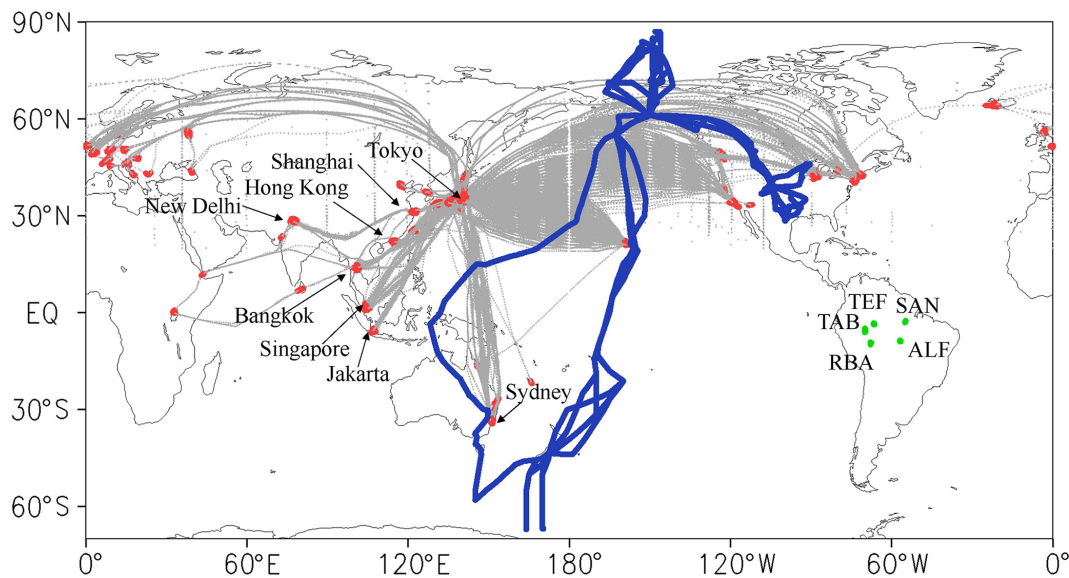 90°N
60°N
Tokyo
Shanghai
Hong Kong
30°N
New Delhi
EQ
Bangkok
TEF
SAN
TAB
Singapore
ALF
RBA
Jakarta
Sydney
30°S
60°S
0°
60°E
120°E
180°
120°W
60°W
0°